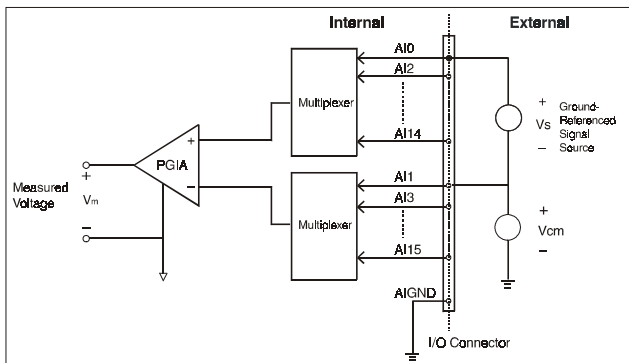 Internal
External
AI0
AI2
AI14
Multiplexer
+
PGIA
−
+
Vs
−
Ground-
Referenced
Signal
Source
Measured
Voltage
+
Vm
−
AI1
AI3
AI15
Multiplexer
+
Vcm
−
AIGND
I/O Connector